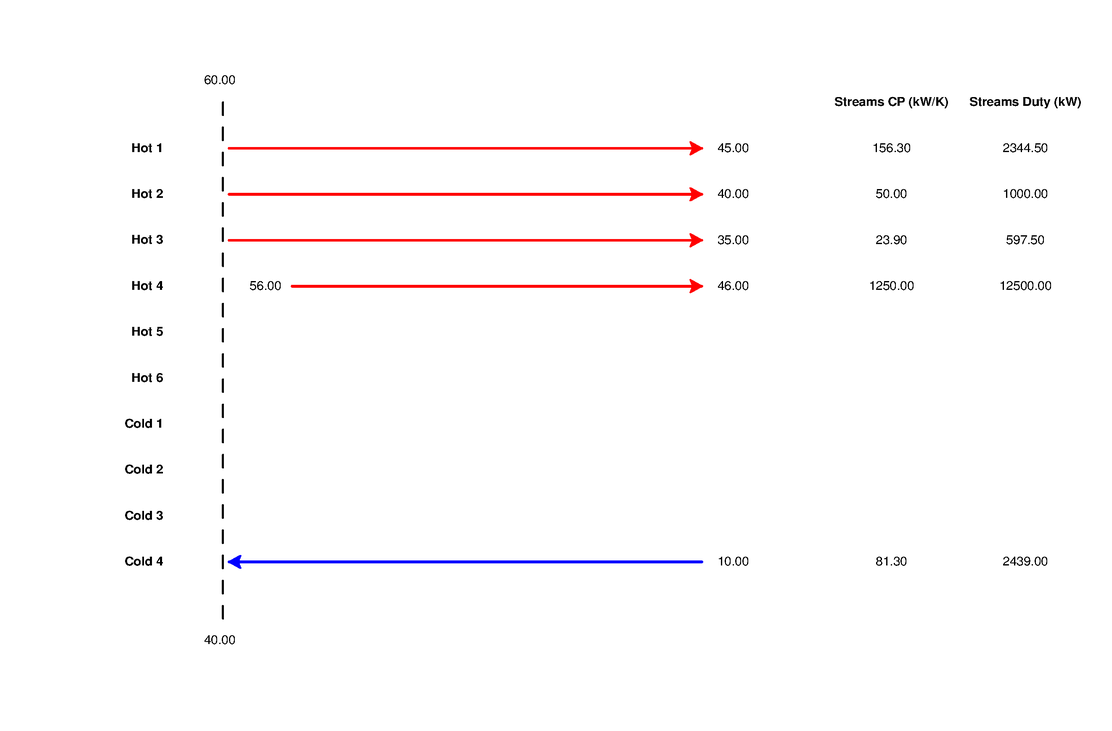 60.00
Streams CP (kW/K) Streams Duty (kW)
Hot 1 45.00 156.30 2344.50
Hot 2 40.00 50.00 1000.00
Hot 3 35.00 23.90 597.50
Hot 4 56.00 46.00 1250.00 12500.00
Hot 5
Hot 6
Cold 1
Cold 2
Cold 3
Cold 4 10.00 81.30 2439.00
40.00